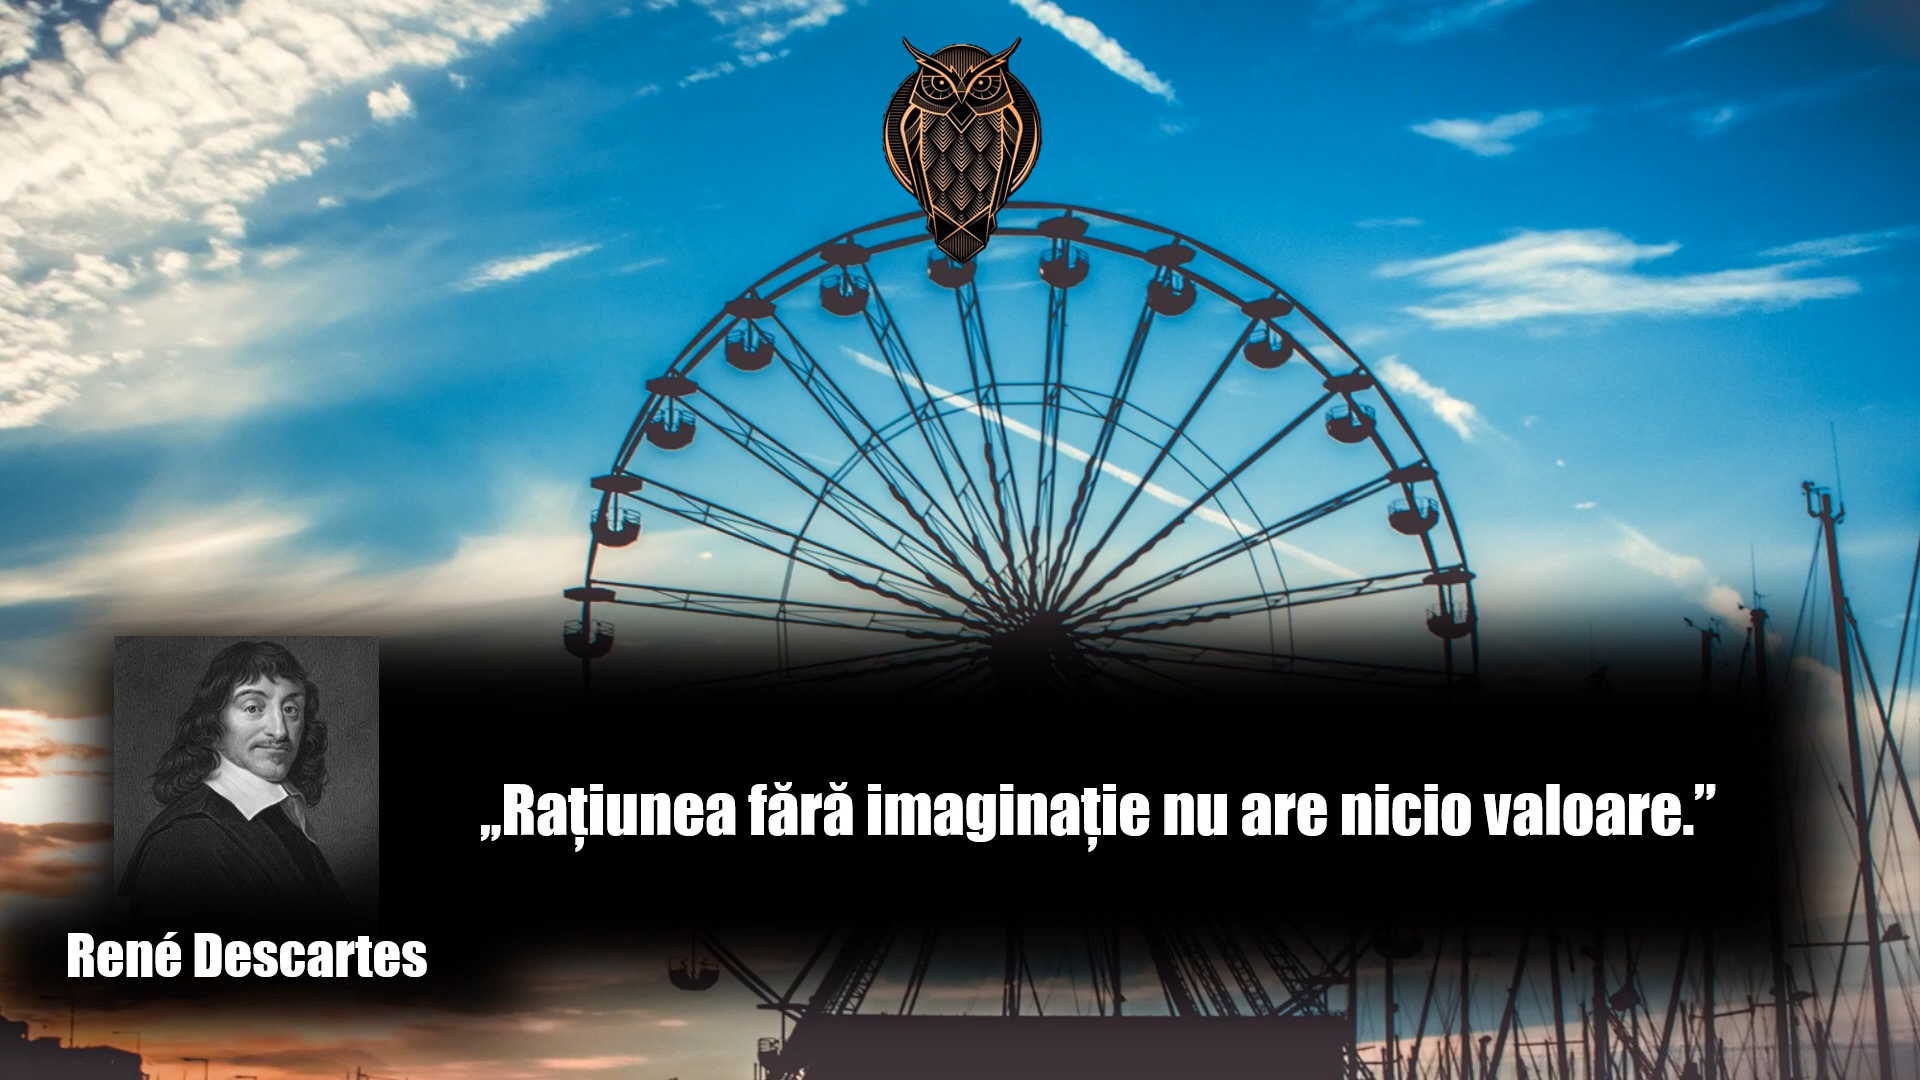 „Rațiunea fără imaginație nu are nicio valoare.”
René Descartes